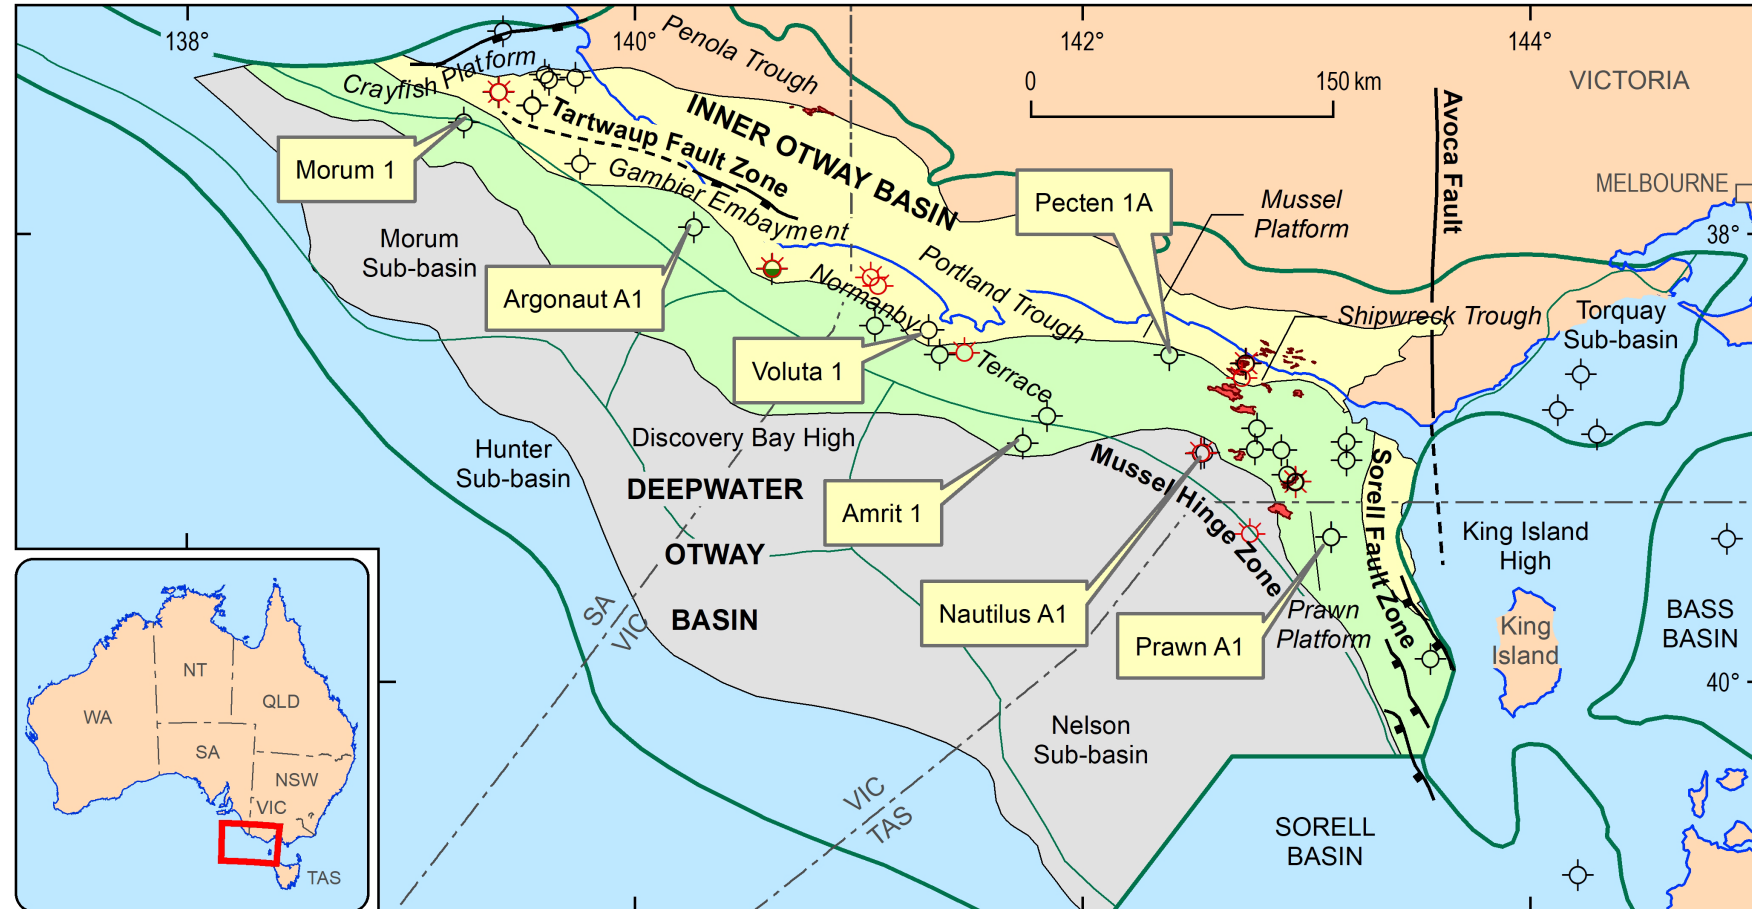 138°
140°
142°
144°
Penola Trough
0
150 km
VICTORIA
Crayfish Platform
Tartwaup Fault Zone
INNER OTWAY BASIN
Avoca Fault
Morum 1
Gambier Embayment
Pecten 1A
Mussel
Platform
MELBOURNE
38°
Morum
Sub-basin
Argonaut A1
Normanby
Terrace
Portland Trough
Shipwreck Trough
Torquay
Sub-basin
Voluta 1
Discovery Bay High
Hunter
Sub-basin
DEEPWATER
OTWAY
BASIN
Amrit 1
Mussel Hinge Zone
Sorell Fault Zone
King Island
High
Nautilus A1
Prawn A1
Prawn
Platform
King
Island
BASS
BASIN
SA
VIC
40°
Nelson
Sub-basin
VIC
TAS
SORELL
BASIN
WA
NT
QLD
SA
NSW
VIC
TAS